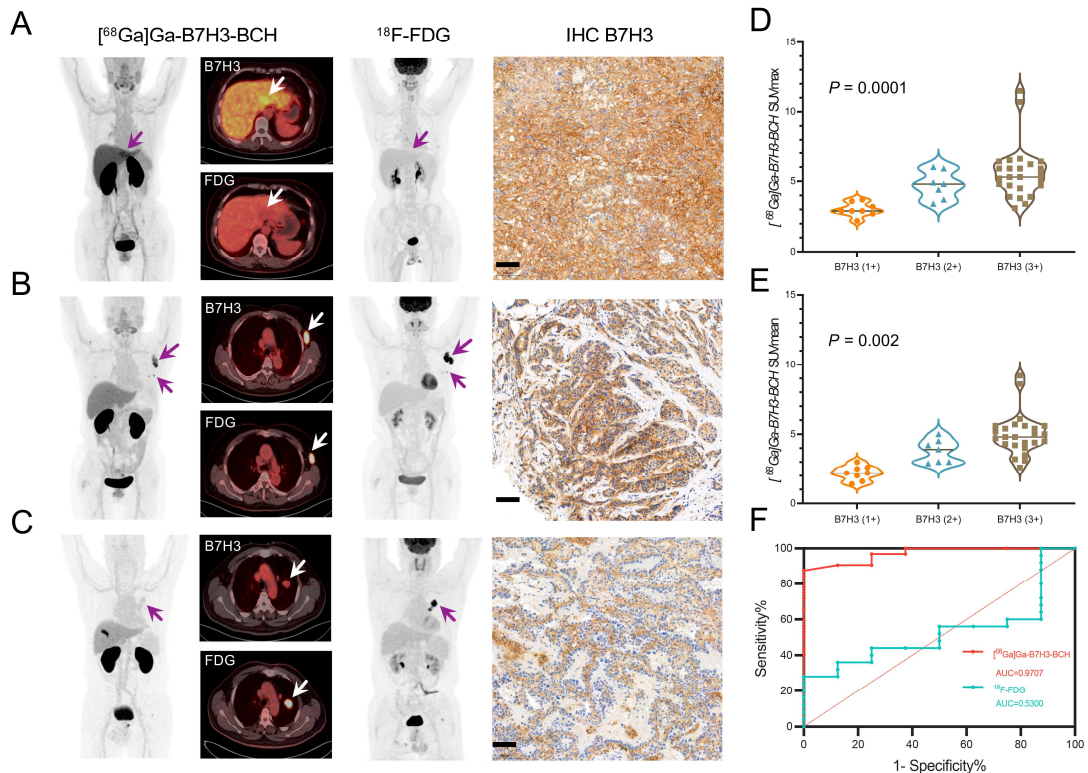 A
[⁶⁸Ga]Ga-B7H3-BCH
¹⁸F-FDG
IHC B7H3
B7H3
FDG
B
B7H3
FDG
C
B7H3
FDG
D
[⁶⁸Ga]Ga-B7H3-BCH SUVmax
15
10
5
0
P = 0.0001
B7H3 (1+)
B7H3 (2+)
B7H3 (3+)
E
[⁶⁸Ga]Ga-B7H3-BCH SUVmean
15
10
5
0
P = 0.002
B7H3 (1+)
B7H3 (2+)
B7H3 (3+)
F
Sensitivity%
100
80
60
40
20
0
[⁶⁸Ga]Ga-B7H3-BCH
AUC=0.9707
¹⁸F-FDG
AUC=0.5300
0
20
40
60
80
100
1- Specificity%